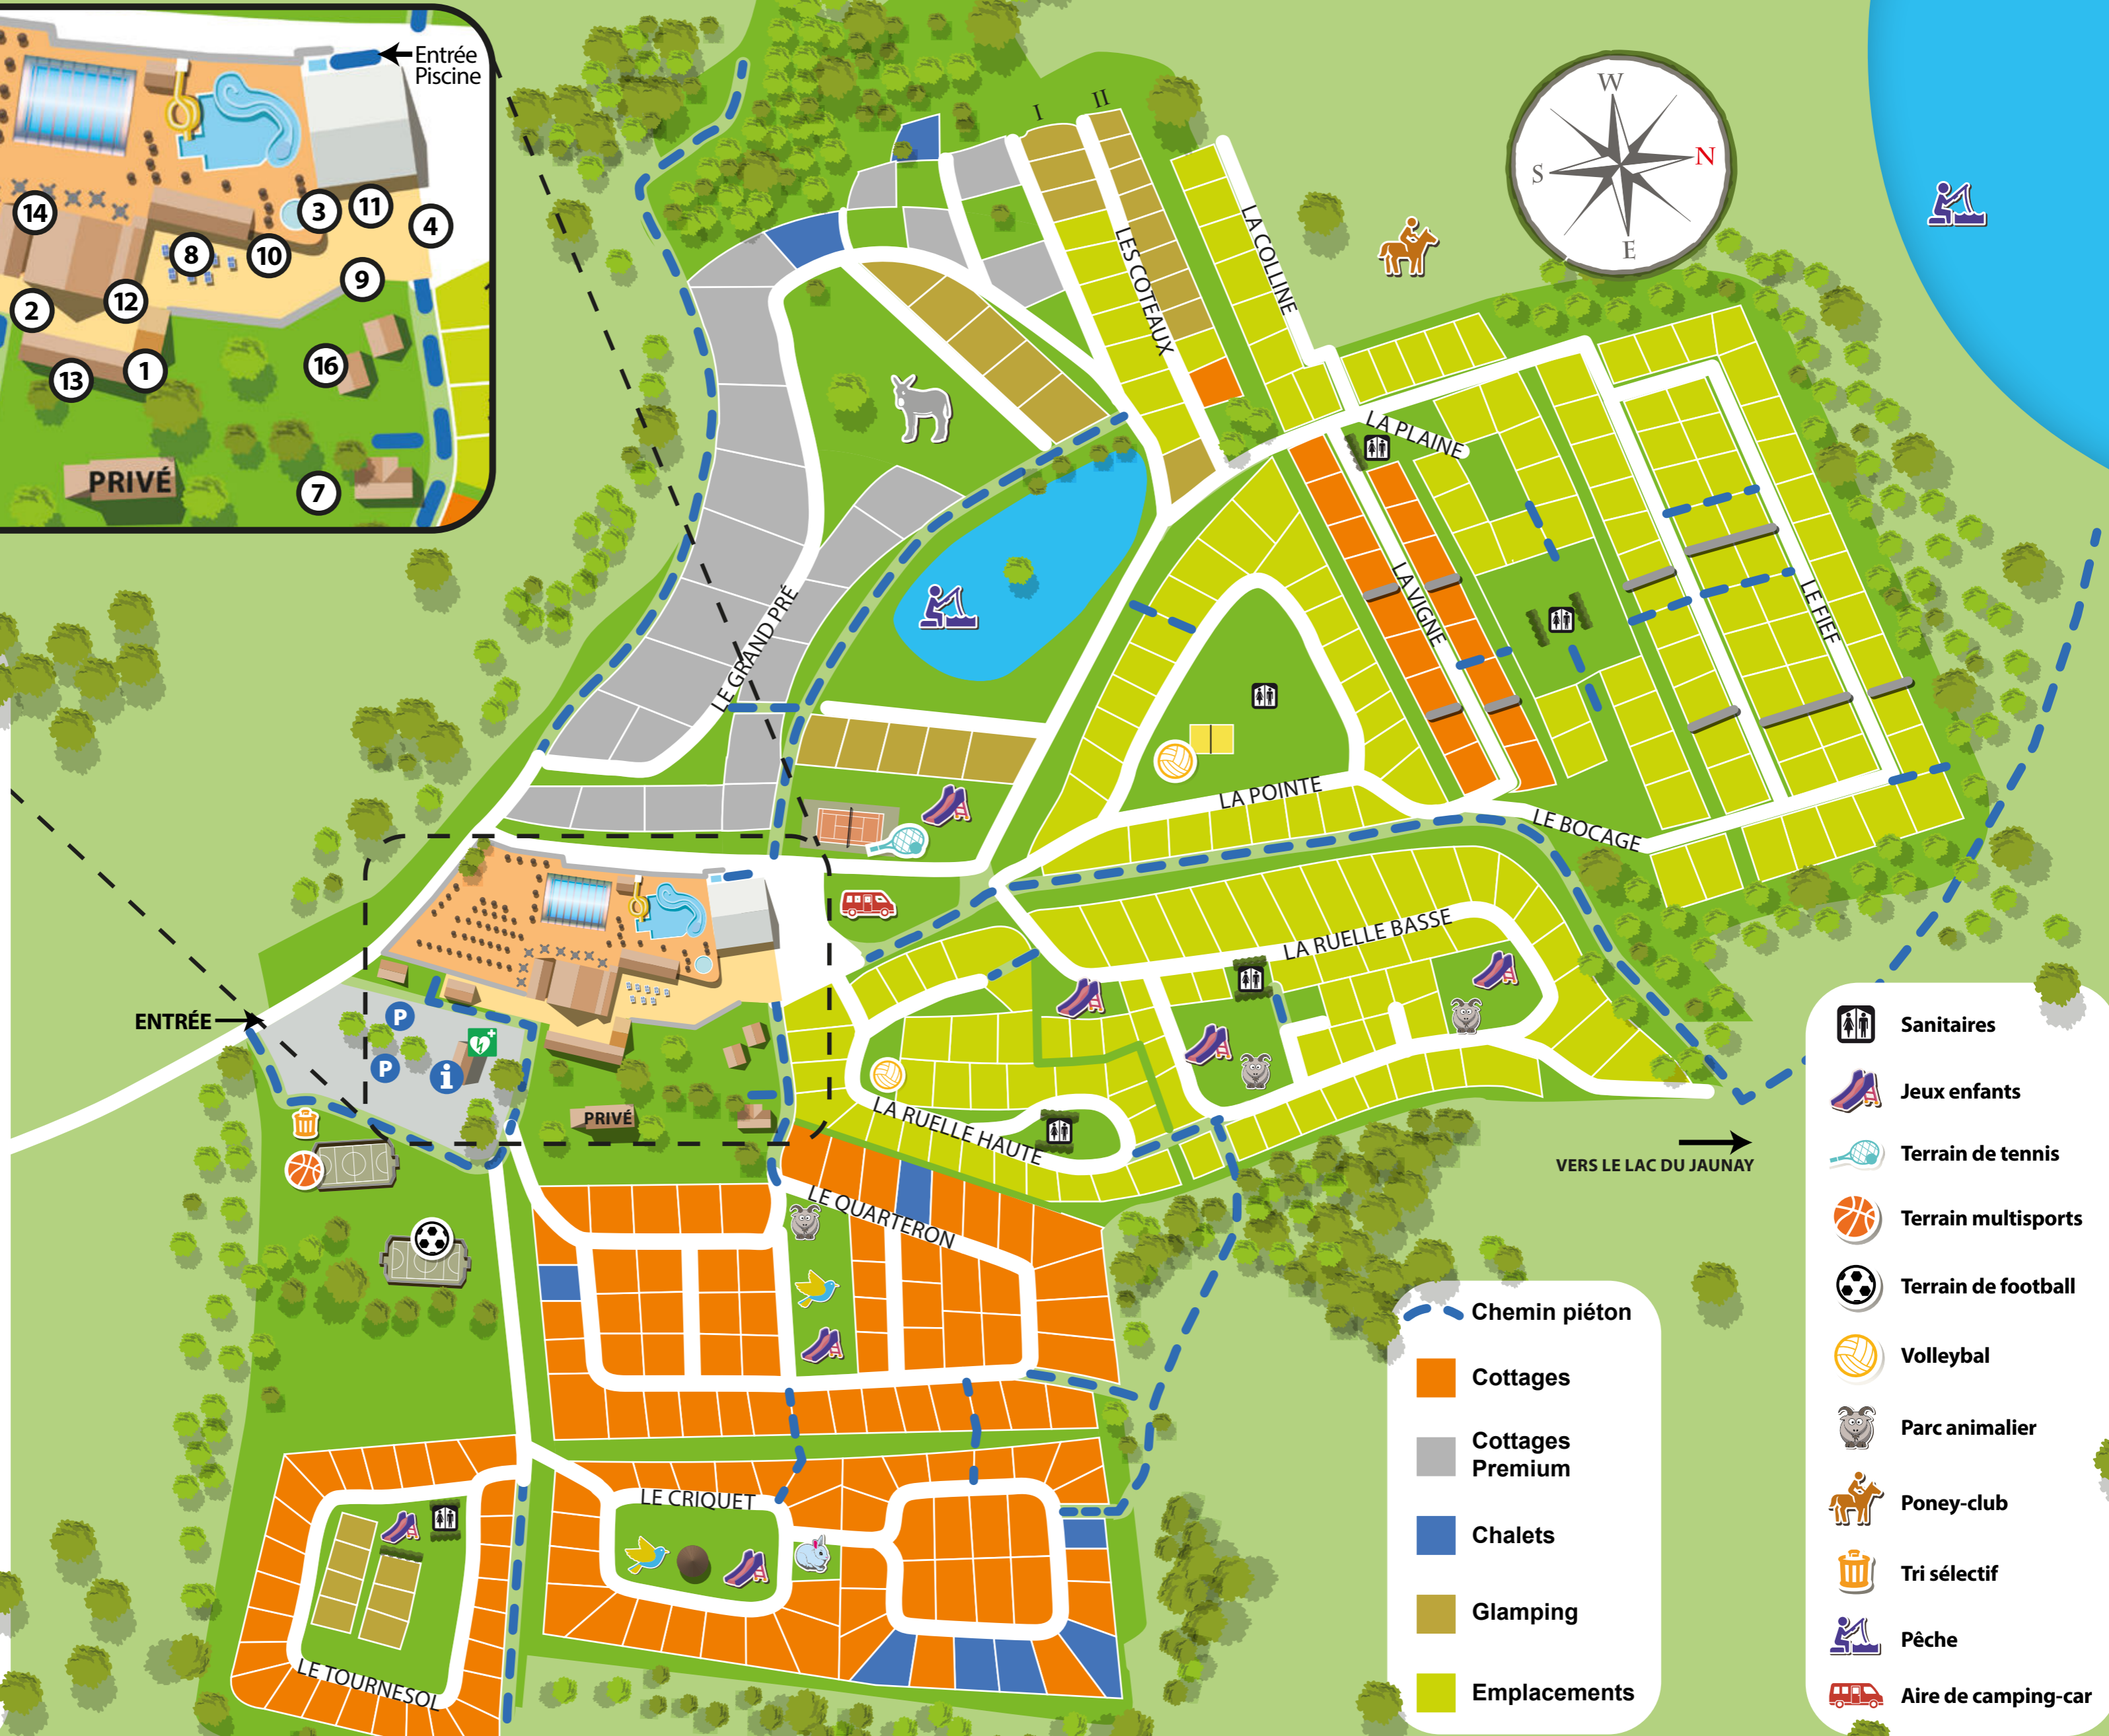 Entrée
Piscine
14
3
11
4
8
10
9
2
12
13
1
16
7
PRIVÉ
I
II
W
N
S
E
LES COTEAUX
LA COLLINE
LA PLAINE
LA VIGNE
LE FIEF
LE GRAND PRÉ
LA POINTE
LE BOCAGE
LA RUELLE BASSE
ENTRÉE
P
P
i
PRIVÉ
LA RUELLE HAUTE
VERS LE LAC DU JAUNAY
LE QUARTERON
LE CRIQUET
LE TOURNESOL
Chemin piéton
Cottages
Cottages
Premium
Chalets
Glamping
Emplacements
Sanitaires
Jeux enfants
Terrain de tennis
Terrain multisports
Terrain de football
Volleybal
Parc animalier
Poney-club
Tri sélectif
Pêche
Aire de camping-car